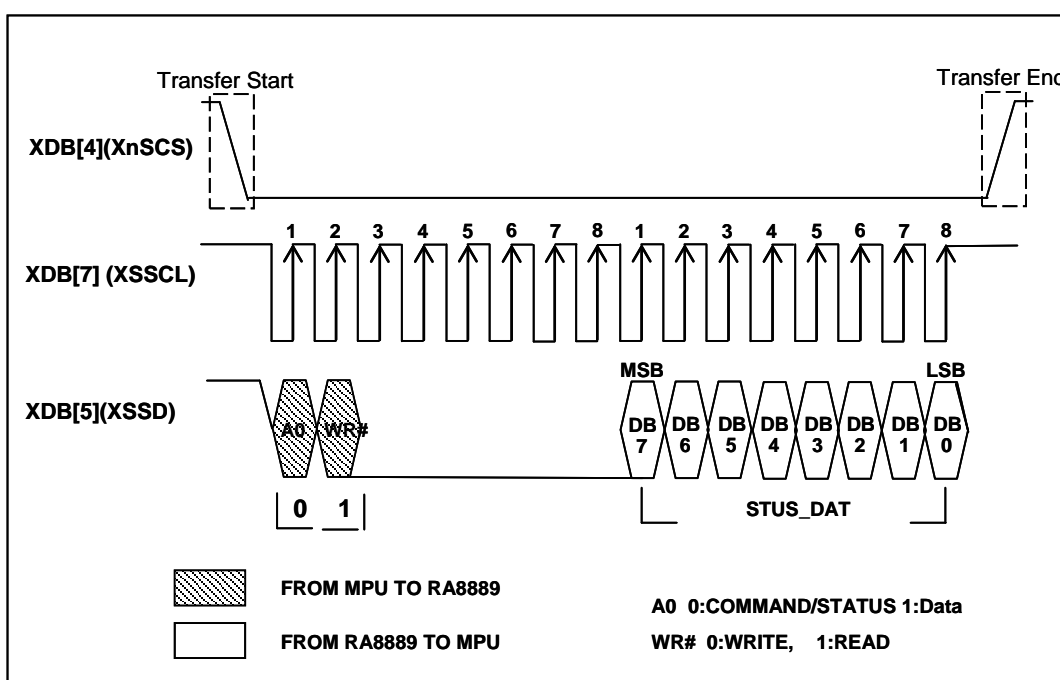 Transfer Start
Transfer End
XDB[4](XnSCS)
1 2 3 4 5 6 7 8 1 2 3 4 5 6 7 8
XDB[7] (XSSCL)
MSB LSB
XDB[5](XSSD)
A0 WR# DB 7 DB 6 DB 5 DB 4 DB 3 DB 2 DB 1 DB 0
0 1
STUS_DAT
FROM MPU TO RA8889
A0 0:COMMAND/STATUS 1:Data
FROM RA8889 TO MPU
WR# 0:WRITE, 1:READ